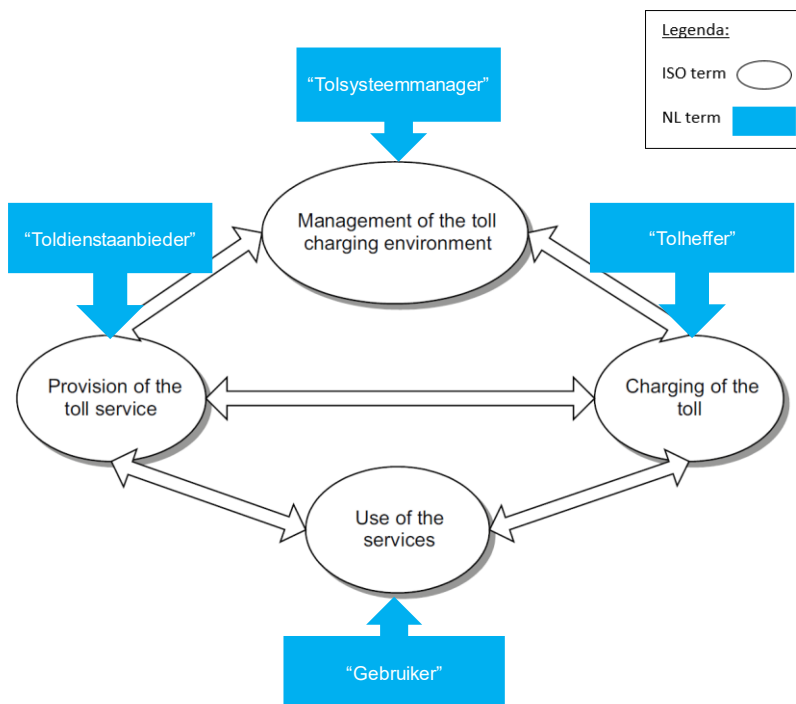 Legenda:
ISO term
NL term
“Tolsysteemmanager”
“Toldienstaanbieder”
Management of the toll
charging environment
“Tolheffer”
Provision of the
toll service
Charging of the
toll
Use of the
services
“Gebruiker”